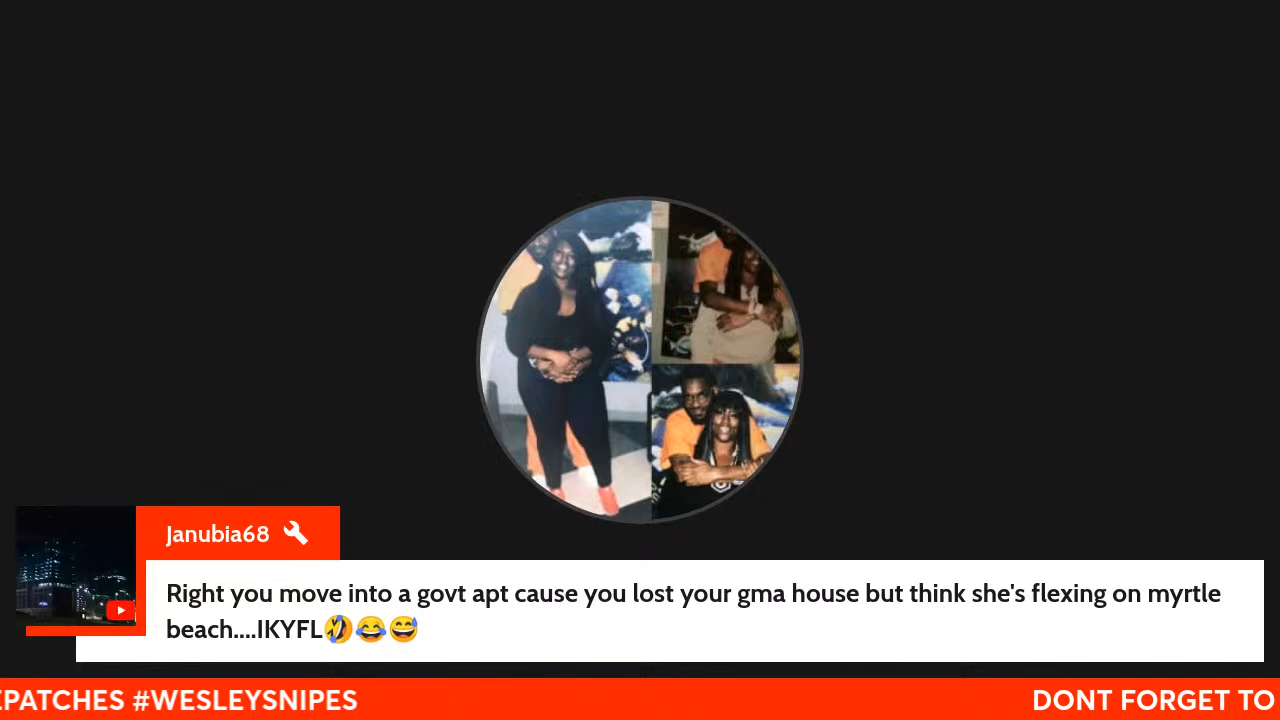 Janubia68
Right you move into a govt apt cause you lost your gma house but think she's flexing on myrtle
beach....IKYFL🤣😂😅
EPATCHES #WESLEYSNIPES DONT FORGET TO